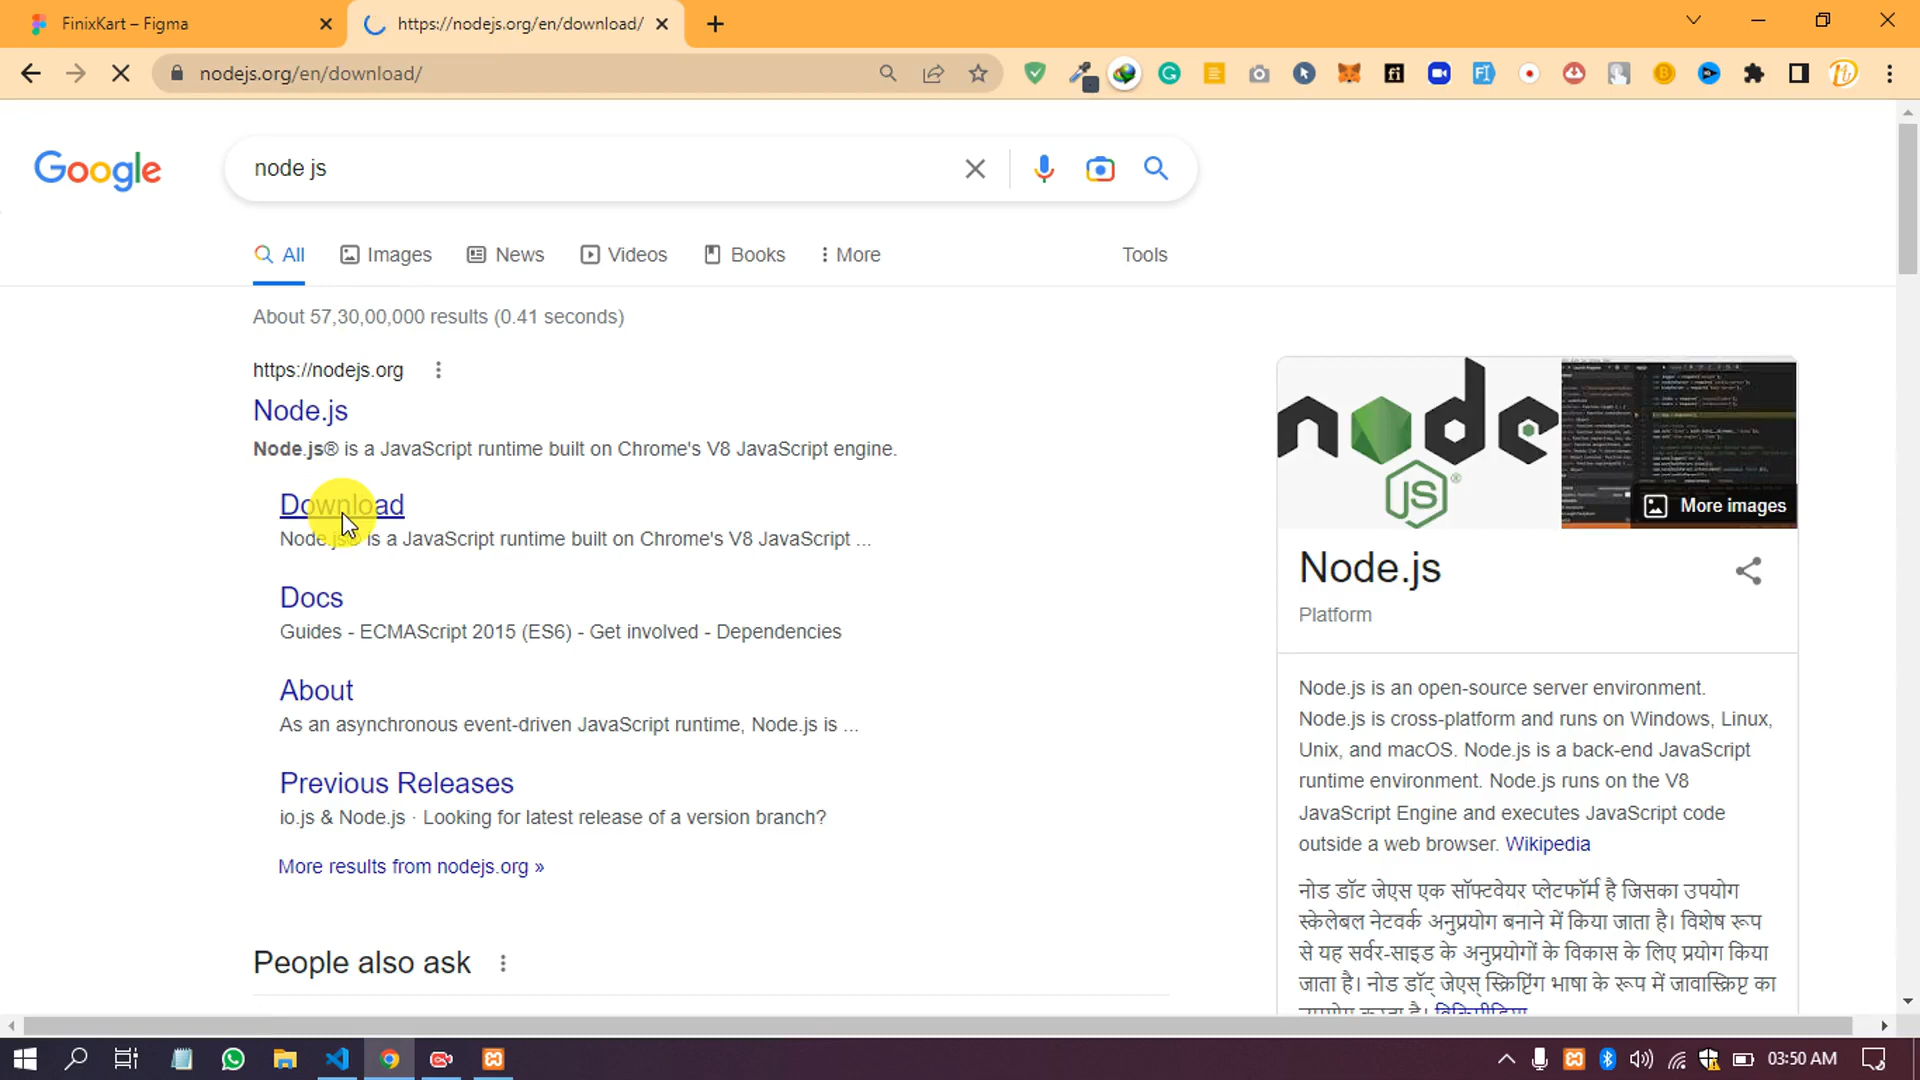 FinixKart – Figma
https://nodejs.org/en/download/
nodejs.org/en/download/
Google
node js
All
Images
News
Videos
Books
More
Tools
About 57,30,00,000 results (0.41 seconds)
https://nodejs.org
Node.js
Node.js® is a JavaScript runtime built on Chrome's V8 JavaScript engine.
Download
Node.js® is a JavaScript runtime built on Chrome's V8 JavaScript ...
Docs
Guides - ECMAScript 2015 (ES6) - Get involved - Dependencies
About
As an asynchronous event-driven JavaScript runtime, Node.js is ...
Previous Releases
io.js & Node.js · Looking for latest release of a version branch?
More results from nodejs.org »
People also ask
node
JS
More images
Node.js
Platform
Node.js is an open-source server environment.
Node.js is cross-platform and runs on Windows, Linux,
Unix, and macOS. Node.js is a back-end JavaScript
runtime environment. Node.js runs on the V8
JavaScript Engine and executes JavaScript code
outside a web browser. Wikipedia
नोड डॉट जेएस एक सॉफ्टवेयर प्लेटफॉर्म है जिसका उपयोग
स्केलेबल नेटवर्क अनुप्रयोग बनाने में किया जाता है। विशेष रूप
से यह सर्वर-साइड के अनुप्रयोगों के विकास के लिए प्रयोग किया
जाता है। नोड डॉट् जेएस् स्क्रिप्टिंग भाषा के रूप में जावास्क्रिप्ट का
03:50 AM